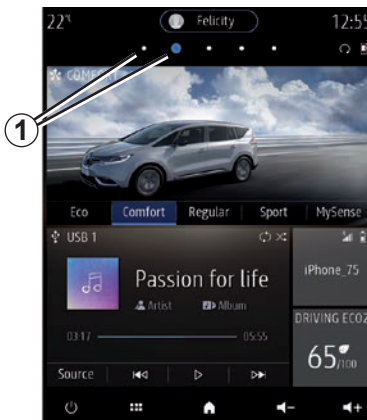 22°C
Felicity
12:55
COMFORT
1
Eco Comfort Regular Sport MySense
USB 1
Passion for life
Artist Album
03:17 05:55
Source
iPhone_75
DRIVING ECO2
65/100